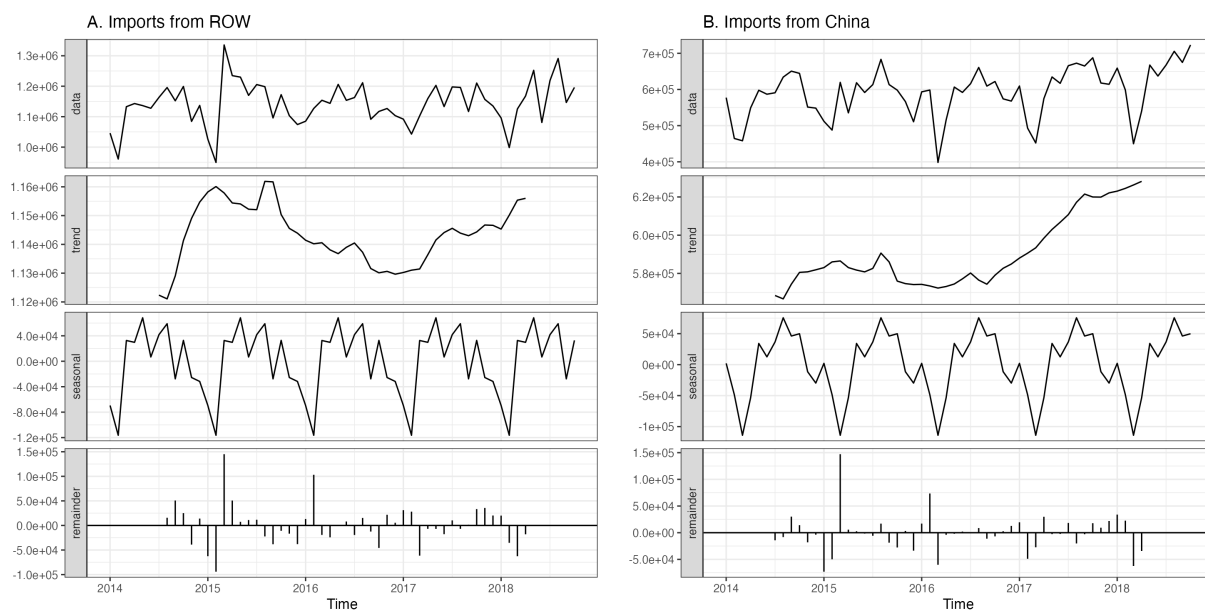 A. Imports from ROW
1.3e+06
1.2e+06
1.1e+06
1.0e+06
data
1.16e+06
1.15e+06
1.14e+06
1.13e+06
1.12e+06
trend
4.0e+04
0.0e+00
-4.0e+04
-8.0e+04
-1.2e+05
seasonal
1.5e+05
1.0e+05
5.0e+04
0.0e+00
-5.0e+04
-1.0e+05
remainder
2014 2015 2016 2017 2018
Time
B. Imports from China
7e+05
6e+05
5e+05
4e+05
data
6.2e+05
6.0e+05
5.8e+05
trend
5e+04
0e+00
-5e+04
-1e+05
seasonal
1.5e+05
1.0e+05
5.0e+04
0.0e+00
-5.0e+04
remainder
2014 2015 2016 2017 2018
Time